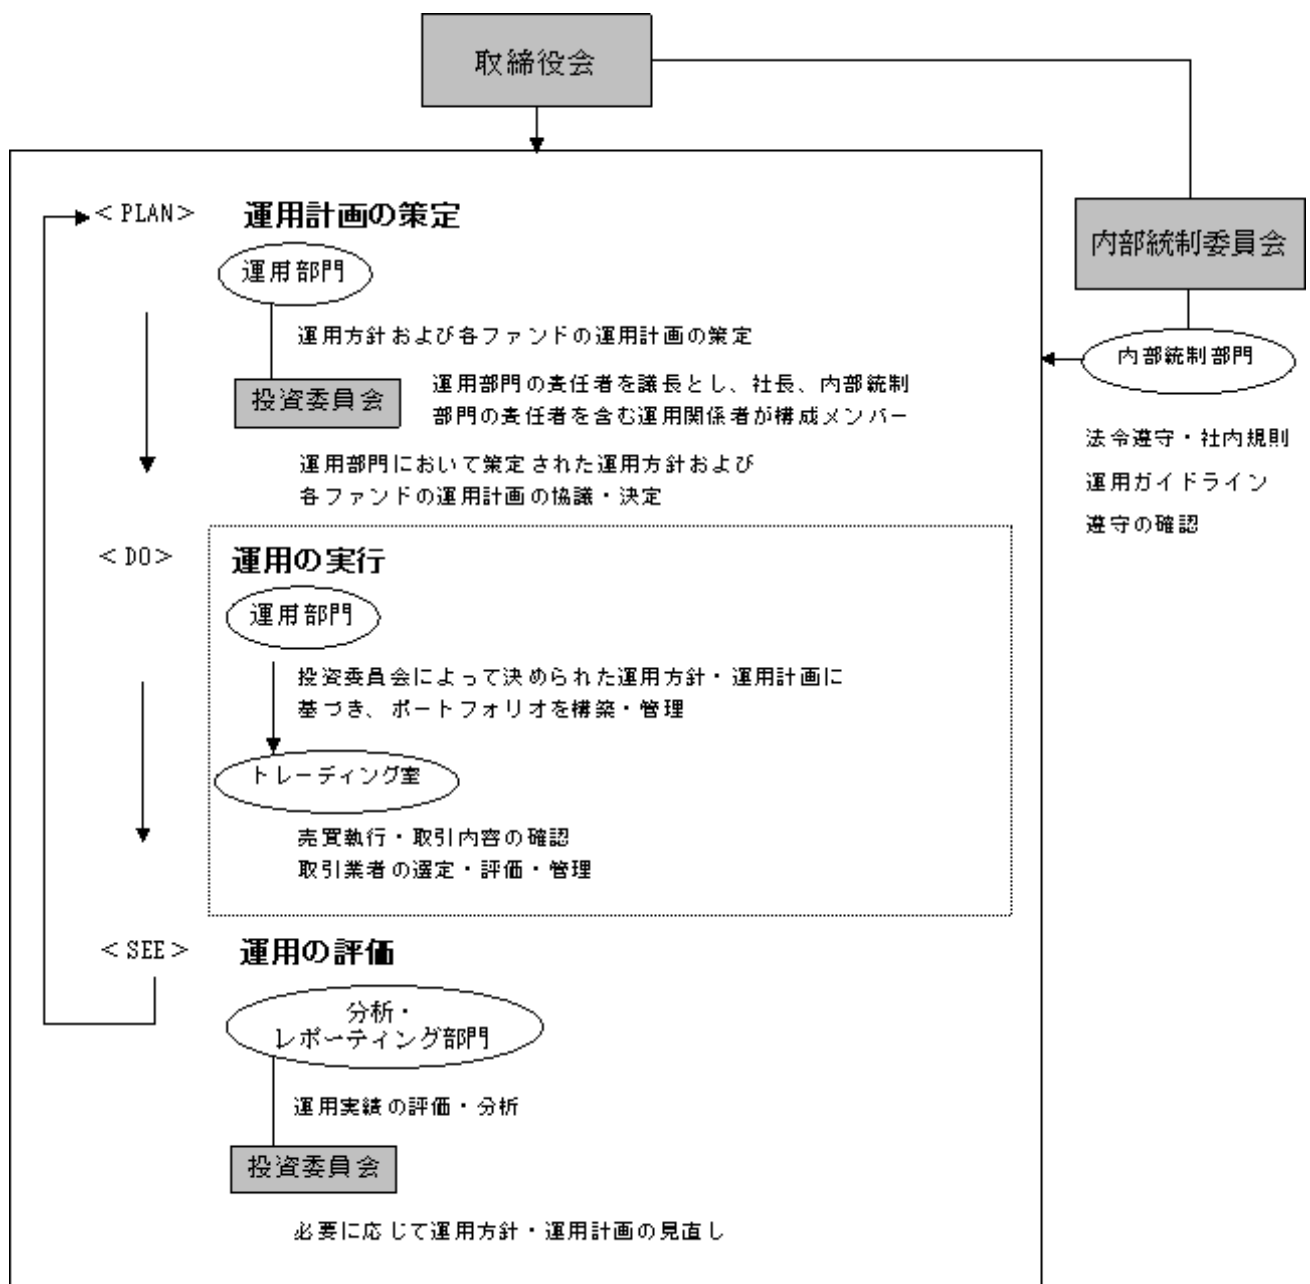 取締役会
<PLAN> 運用計画の策定
運用部門
運用方針および各ファンドの運用計画の策定
投資委員会
運用部門の責任者を議長とし、社長、内部統制
部門の責任者を含む運用関係者が構成メンバー
運用部門において策定された運用方針および
各ファンドの運用計画の協議・決定
<DO> 運用の実行
運用部門
投資委員会によって決められた運用方針・運用計画に
基づき、ポートフォリオを構築・管理
トレーディング室
売買執行・取引内容の確認
取引業者の選定・評価・管理
<SEE> 運用の評価
分析・
レポーティング部門
運用実績の評価・分析
投資委員会
必要に応じて運用方針・運用計画の見直し
内部統制委員会
内部統制部門
法令遵守・社内規則
運用ガイドライン
遵守の確認